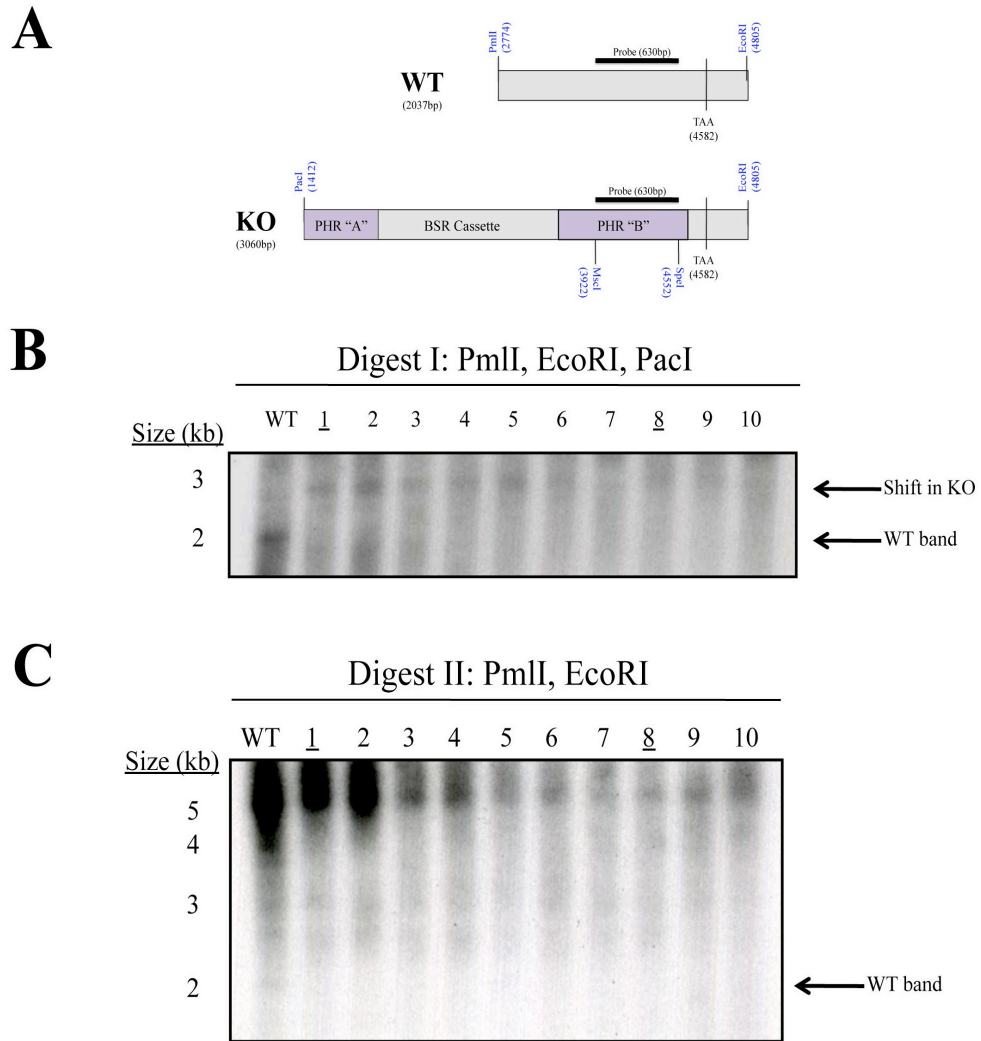 A
PmlI
(2774)
EcoRI
(4805)
Probe (630bp)
WT
(2037bp)
TAA
(4582)
PacI
(1412)
EcoRI
(4805)
Probe (630bp)
KO
(3060bp)
PHR “A”
BSR Cassette
PHR “B”
MscI
(3922)
SpeI
(4552)
TAA
(4582)
B
Digest I: PmlI, EcoRI, PacI
Size (kb)
WT 1 2 3 4 5 6 7 8 9 10
3
Shift in KO
2
WT band
C
Digest II: PmlI, EcoRI
Size (kb)
WT 1 2 3 4 5 6 7 8 9 10
5
4
3
2
WT band